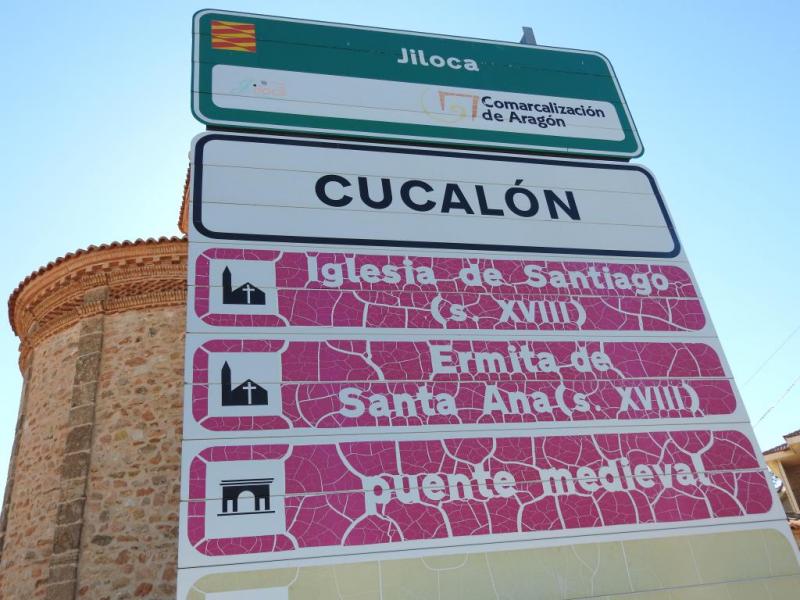 Jiloca
Comarcalización
de Aragón
CUCALÓN
Iglesia de Santiago
(s. XVIII)
Ermita de
Santa Ana(s. XVIII)
puente medieval